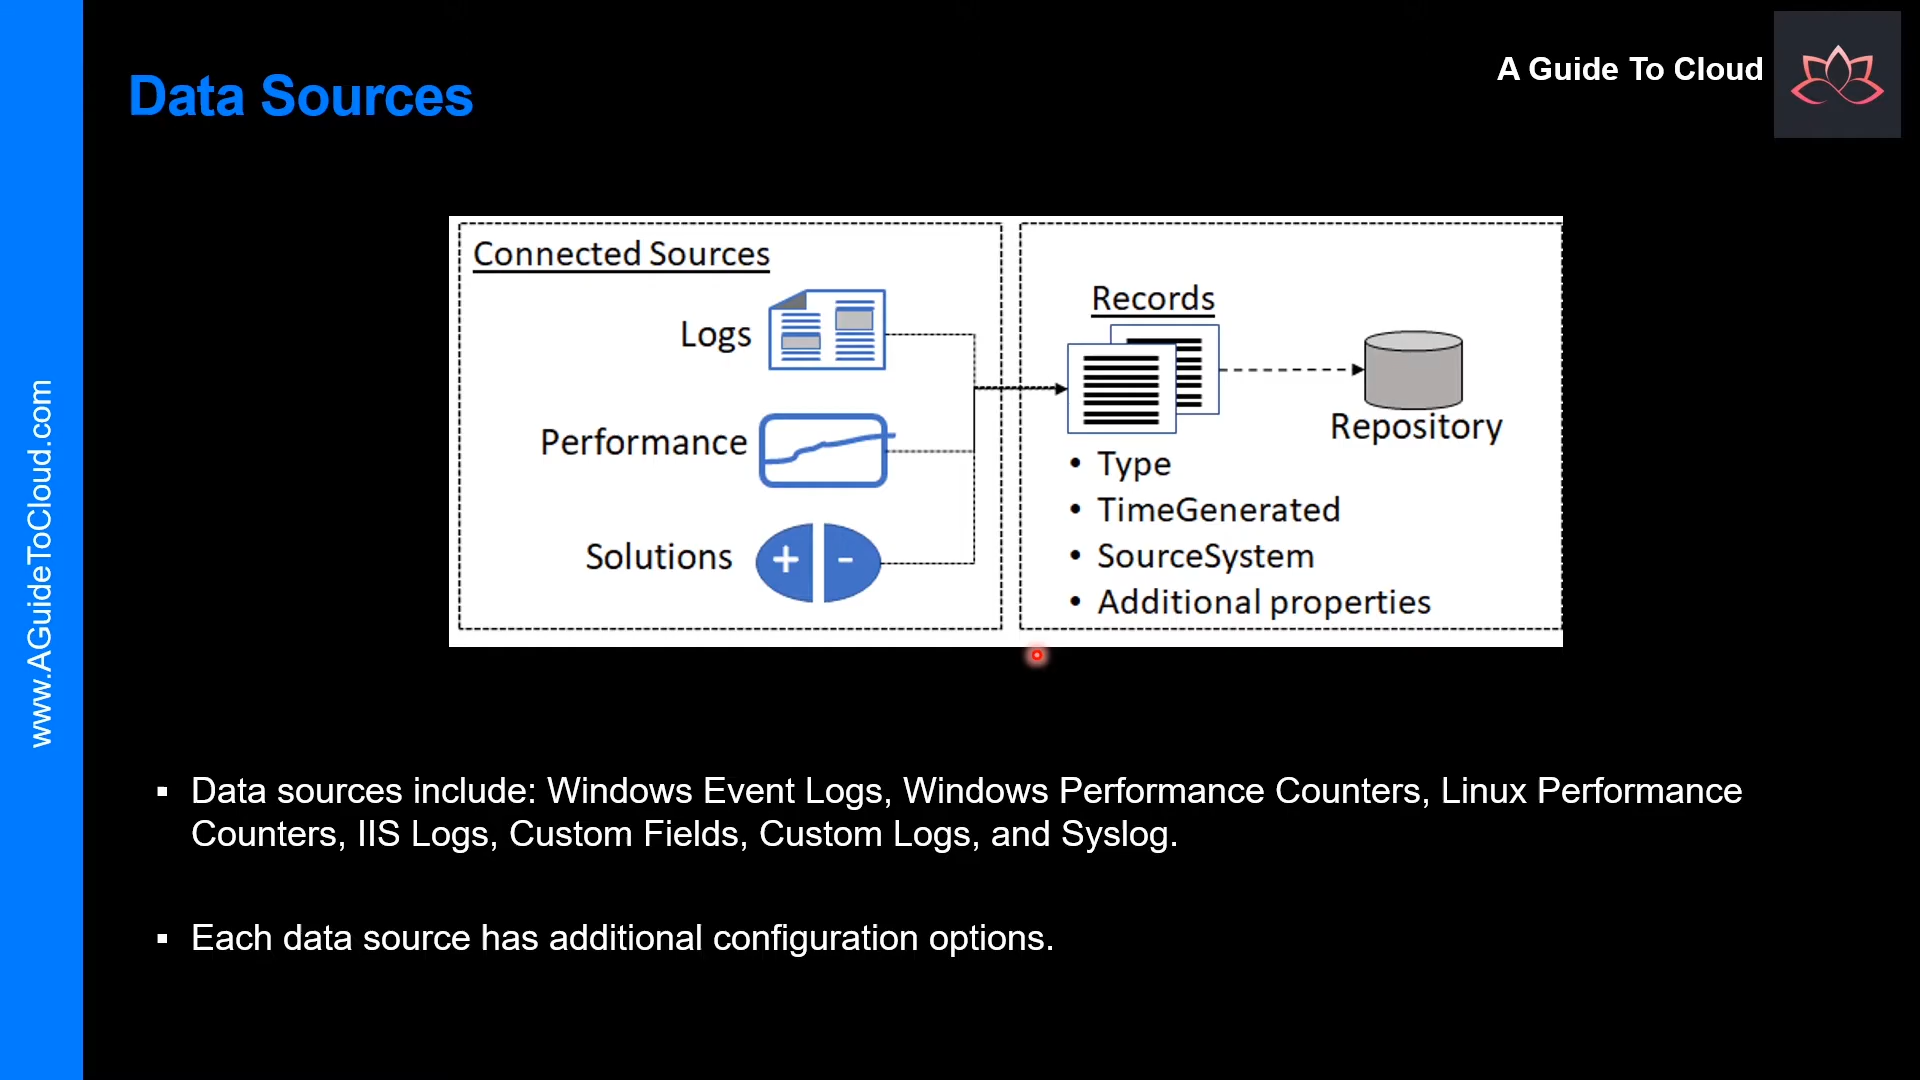 Data Sources
A Guide To Cloud
www.AGuideToCloud.com
Connected Sources
Logs
Performance
Solutions
+ -
Records
Repository
• Type
• TimeGenerated
• SourceSystem
• Additional properties
▪ Data sources include: Windows Event Logs, Windows Performance Counters, Linux Performance
Counters, IIS Logs, Custom Fields, Custom Logs, and Syslog.
▪ Each data source has additional configuration options.